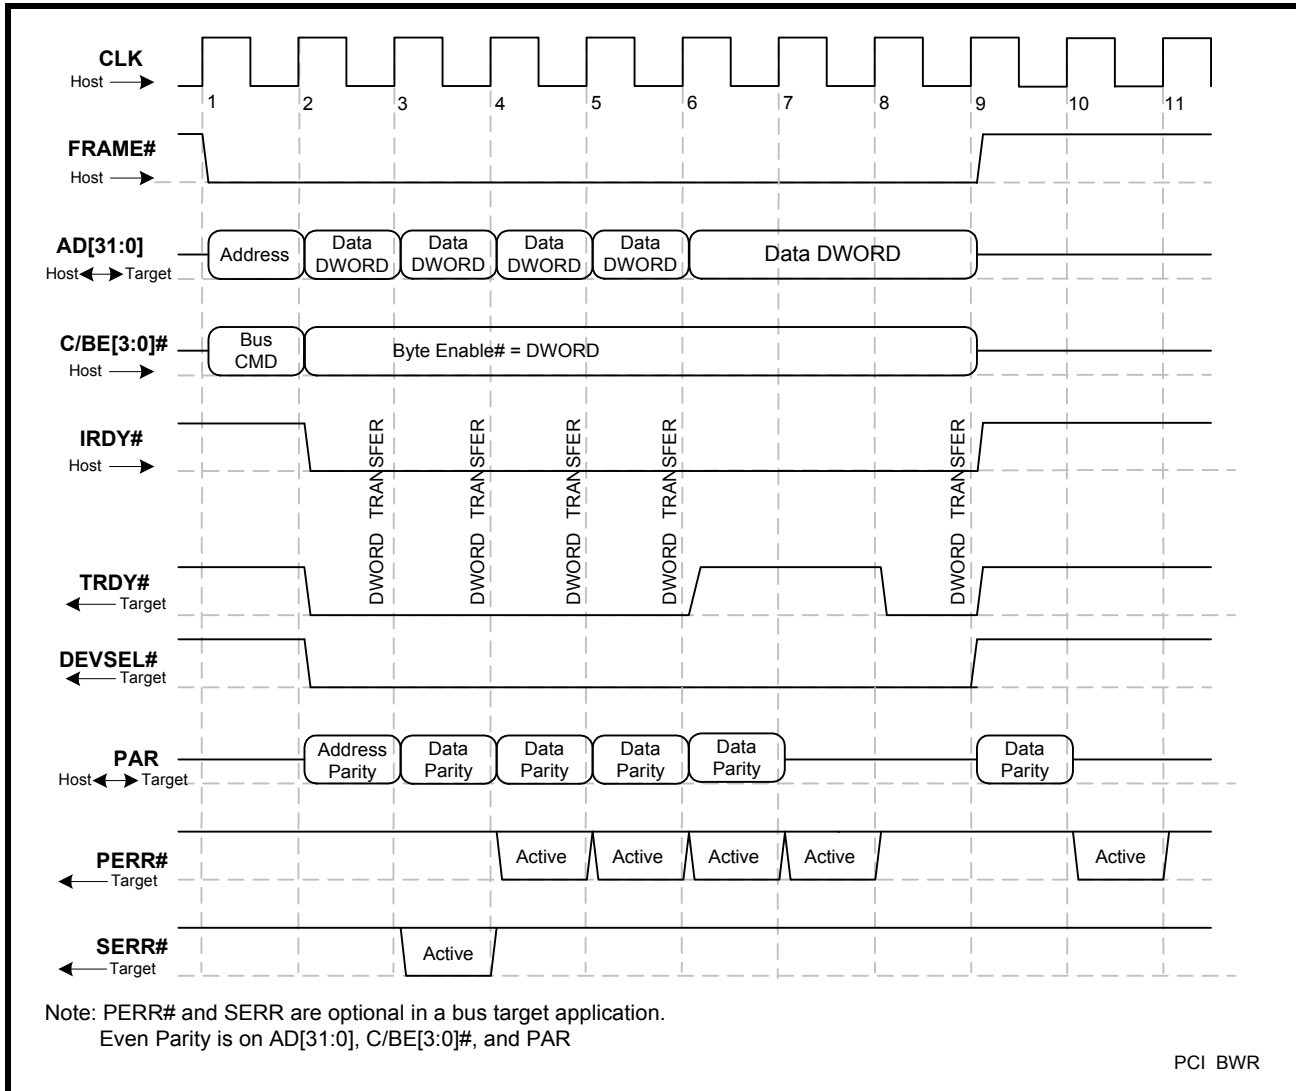 CLK
Host
1 2 3 4 5 6 7 8 9 10 11
FRAME#
Host
AD[31:0]
Host Target
Address
Data
DWORD
Data
DWORD
Data
DWORD
Data
DWORD
Data DWORD
C/BE[3:0]#
Host
Bus
CMD
Byte Enable# = DWORD
IRDY#
Host
DWORD TRANSFER
DWORD TRANSFER
DWORD TRANSFER
DWORD TRANSFER
DWORD TRANSFER
TRDY#
Target
DEVSEL#
Target
PAR
Host Target
Address
Parity
Data
Parity
Data
Parity
Data
Parity
Data
Parity
Data
Parity
PERR#
Target
Active Active Active Active Active
SERR#
Target
Active
Note: PERR# and SERR are optional in a bus target application.
Even Parity is on AD[31:0], C/BE[3:0]#, and PAR
PCI BWR